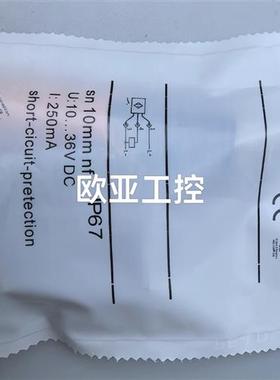 sn 10mm nf P67
U:10...36V DC
I: 250mA
short-cicuit-pretection
欧亚工控